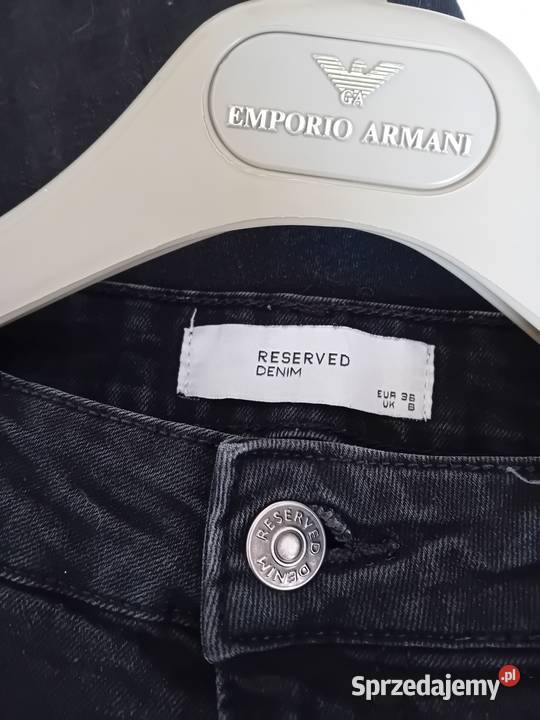 GA
EMPORIO ARMANI
RESERVED
DENIM
EUR 36
UK 8
RESERVED
DENIM
Sprzedajemy.pl